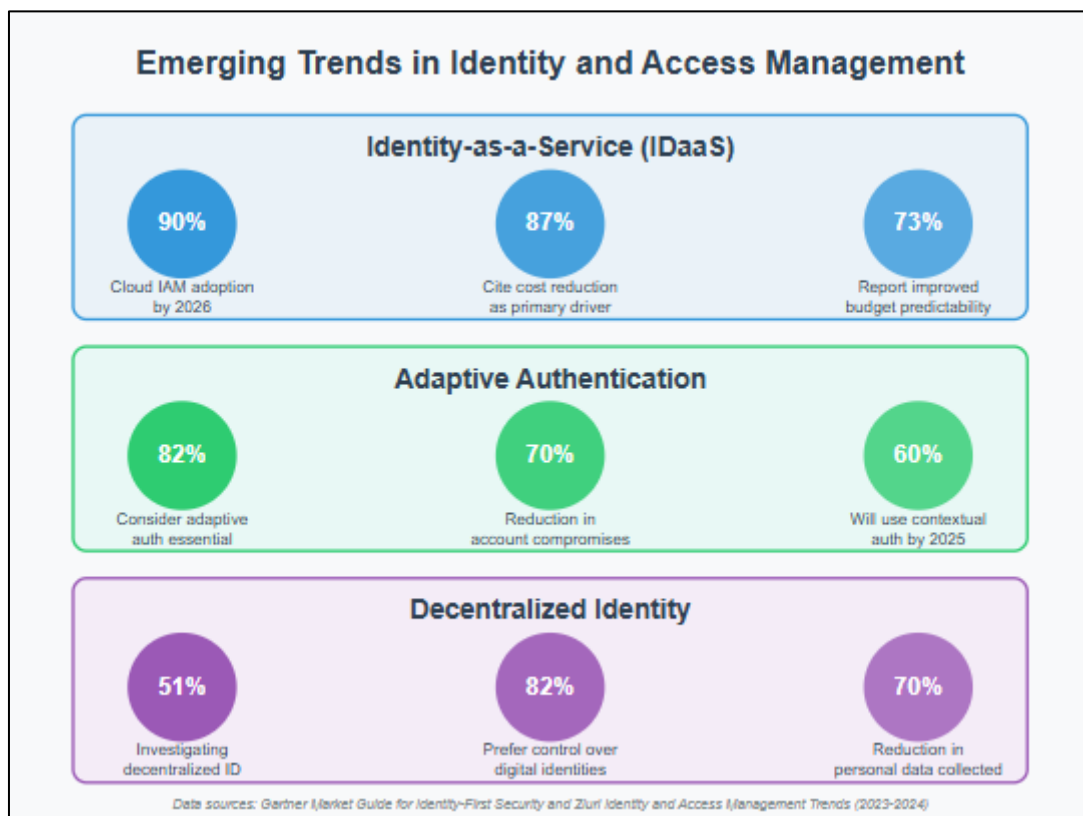 Emerging Trends in Identity and Access Management
Identity-as-a-Service (IDaaS)
90%
87%
73%
Cloud IAM adoption
by 2026
Cite cost reduction
as primary driver
Report improved
budget predictability
Adaptive Authentication
82%
70%
60%
Consider adaptive
auth essential
Reduction in
account compromises
Will use contextual
auth by 2025
Decentralized Identity
51%
82%
70%
Investigating
decentralized ID
Prefer control over
digital identities
Reduction in
personal data collected
Data sources: Gartner Market Guide for Identity-First Security and Zluri Identity and Access Management Trends (2023-2024)